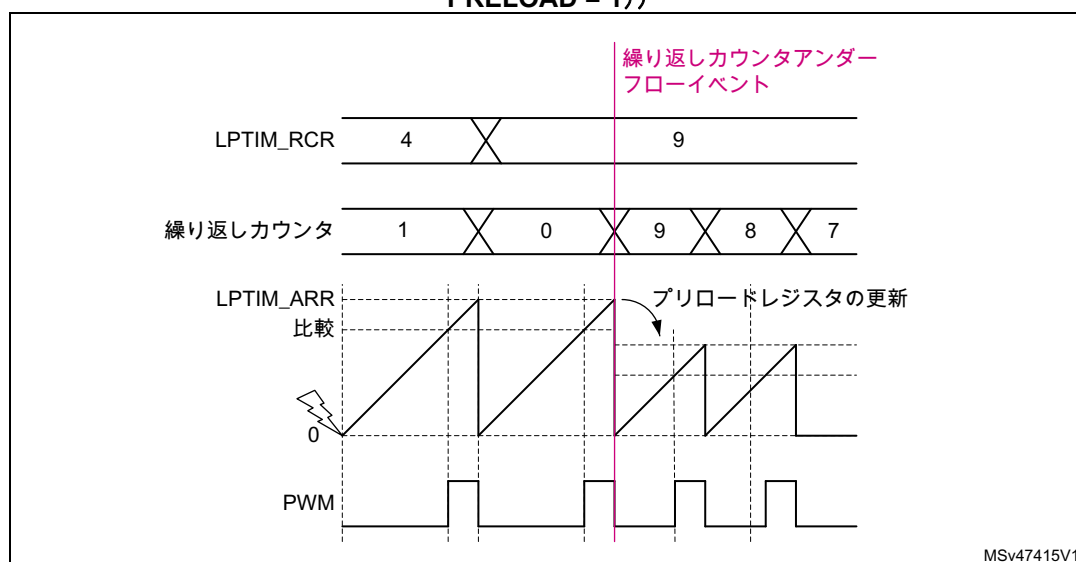 PRELOAD = 1の
繰り返しカウンタアンダー
フローイベント
LPTIM_RCR 4 9
繰り返しカウンタ 1 0 9 8 7
LPTIM_ARR
プリロードレジスタの更新
比較
0
PWM
MSv47415V1